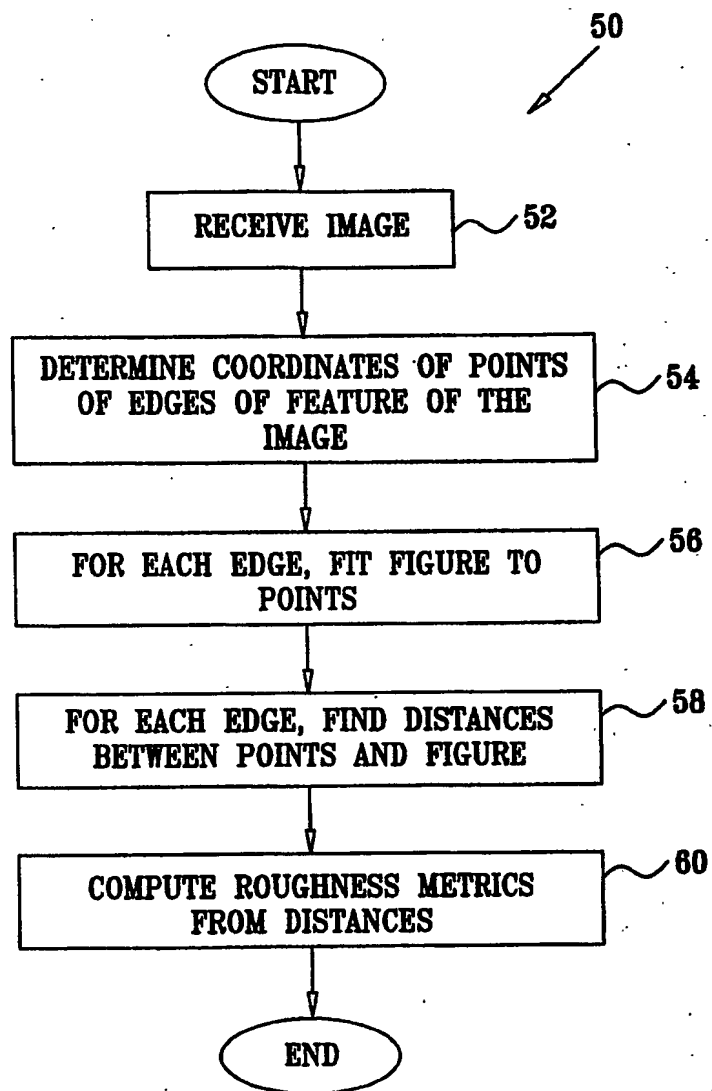 50
START
RECEIVE IMAGE
52
DETERMINE COORDINATES OF POINTS
OF EDGES OF FEATURE OF THE
IMAGE
54
FOR EACH EDGE, FIT FIGURE TO
POINTS
56
FOR EACH EDGE, FIND DISTANCES
BETWEEN POINTS AND FIGURE
58
COMPUTE ROUGHNESS METRICS
FROM DISTANCES
60
END